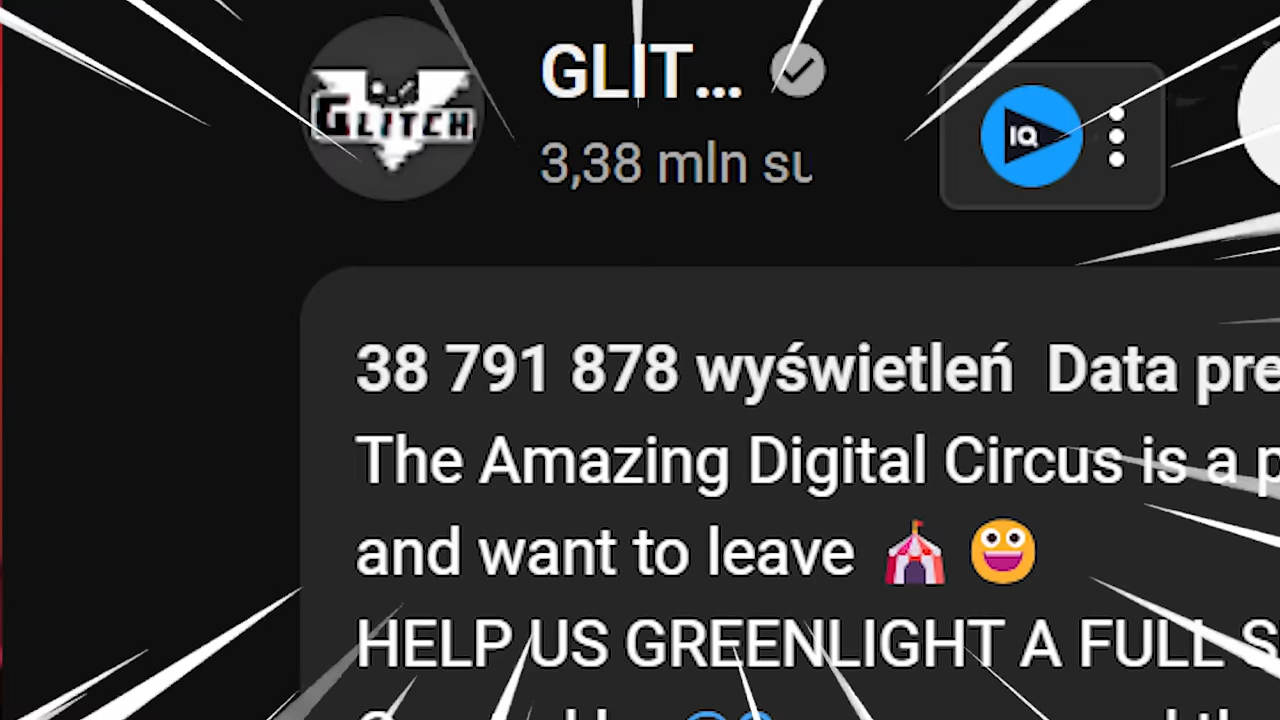 GLITCH
GLIT...
3,38 mln su
IQ
38 791 878 wyświetleń Data pre
The Amazing Digital Circus is a p
and want to leave 🎪 😀
HELP US GREENLIGHT A FULL S